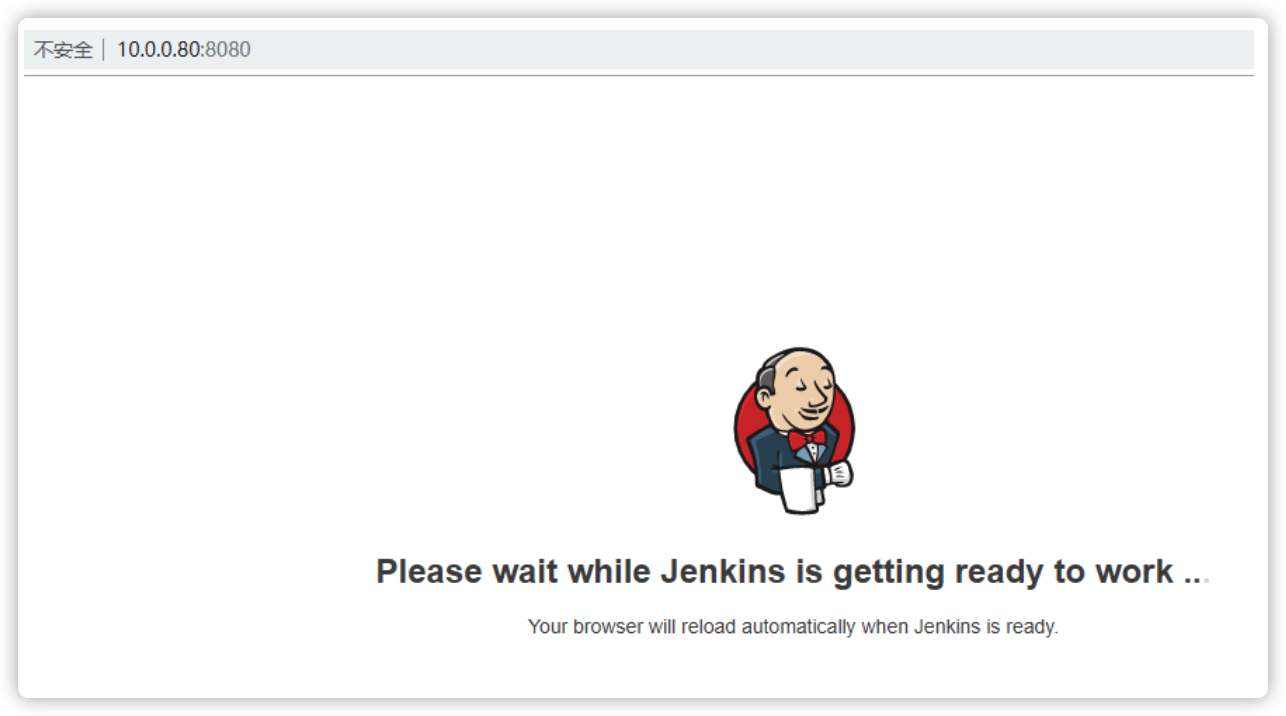 不安全 | 10.0.0.80:8080
Please wait while Jenkins is getting ready to work ...
Your browser will reload automatically when Jenkins is ready.